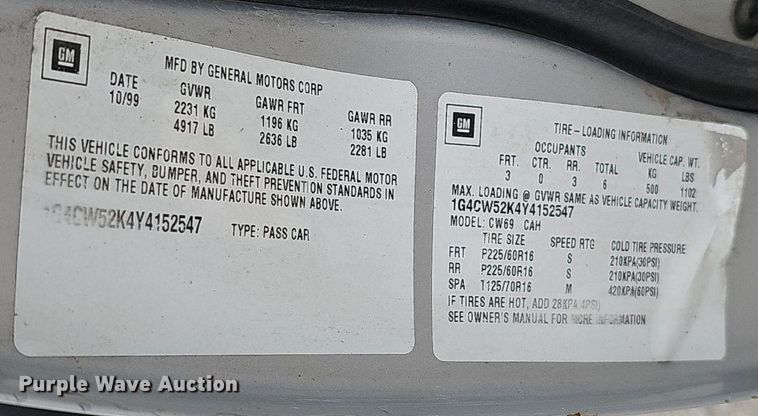 GM
MFD BY GENERAL MOTORS CORP
DATE GVWR GAWR FRT GAWR RR
10/99 2231 KG 1196 KG 1035 KG
4917 LB 2636 LB 2281 LB
THIS VEHICLE CONFORMS TO ALL APPLICABLE U.S. FEDERAL MOTOR
VEHICLE SAFETY, BUMPER, AND THEFT PREVENTION STANDARDS IN
EFFECT ON THE DATE OF MANUFACTURE SHOWN ABOVE.
1G4CW52K4Y4152547 TYPE: PASS CAR
GM
TIRE-LOADING INFORMATION
OCCUPANTS VEHICLE CAP. WT.
FRT. CTR. RR. TOTAL KG LBS
3 0 3 6 500 1102
MAX. LOADING @ GVWR SAME AS VEHICLE CAPACITY WEIGHT.
1G4CW52K4Y4152547
MODEL: CW69 CAH
TIRE SIZE SPEED RTG COLD TIRE PRESSURE
FRT P225/60R16 S 210KPA(30PSI)
RR P225/60R16 S 210KPA(30PSI)
SPA T125/70R16 M 420KPA(60PSI)
IF TIRES ARE HOT, ADD 28KPA(4PSI)
SEE OWNER'S MANUAL FOR MORE INFORMATION
Purple Wave Auction